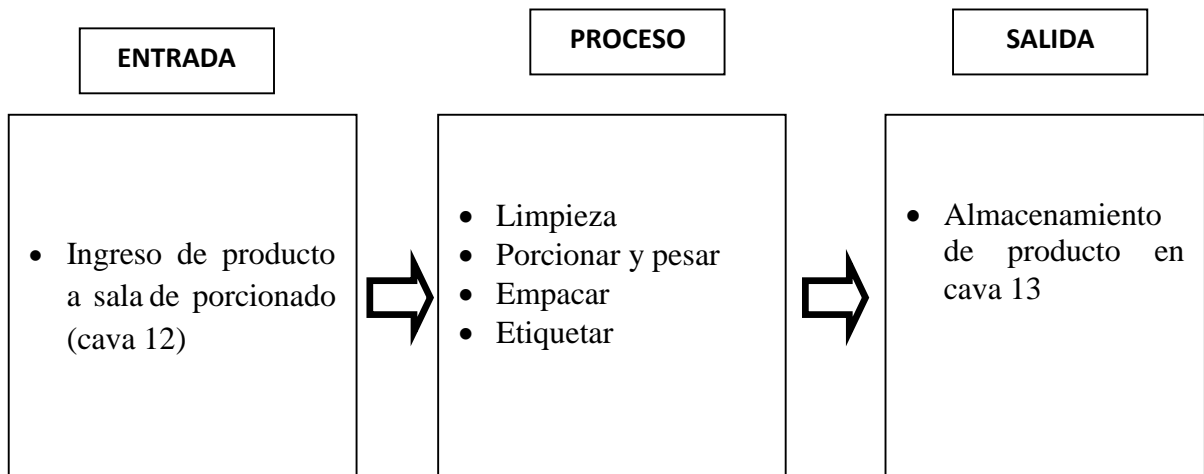 ENTRADA
PROCESO
SALIDA
• Ingreso de producto
a sala de porcionado
(cava 12)
• Limpieza
• Porcionar y pesar
• Empacar
• Etiquetar
• Almacenamiento
de producto en
cava 13